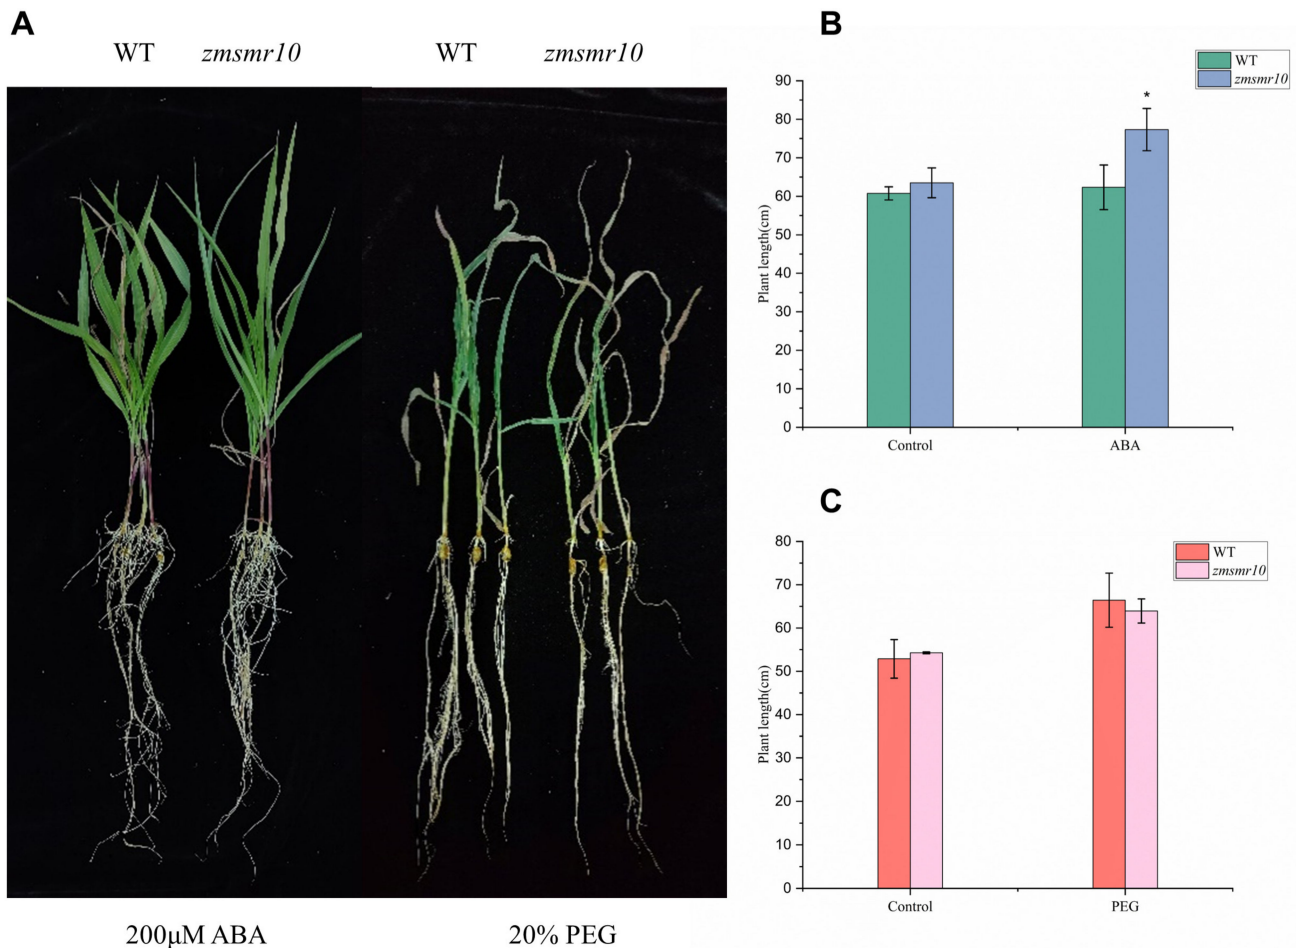 A
WT
zmsmr10
WT
zmsmr10
200μM ABA
20% PEG
B
WT
zmsmr10
Plant length(cm)
90
80
70
60
50
40
30
20
10
0
*
Control
ABA
C
WT
zmsmr10
Plant length(cm)
80
70
60
50
40
30
20
10
0
Control
PEG